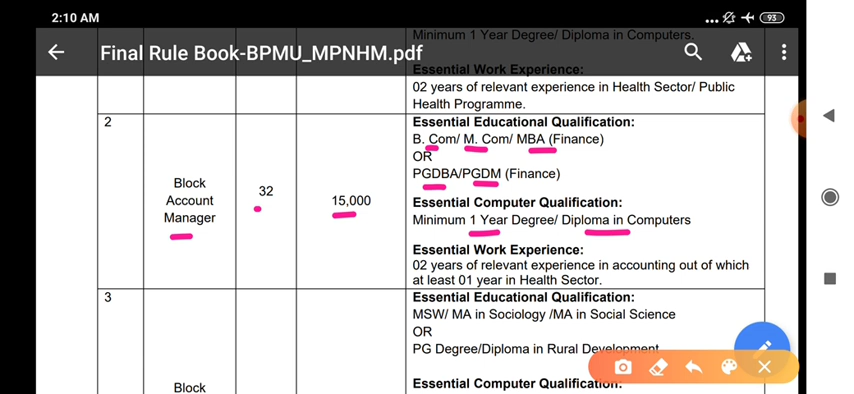 2:10 AM
93
Minimum 1 Year Degree/ Diploma in Computers.
Final Rule Book-BPMU_MPNHM.pdf
Essential Work Experience:
02 years of relevant experience in Health Sector/ Public
Health Programme.
2
Block
Account
Manager
32
15,000
Essential Educational Qualification:
B. Com/ M. Com/ MBA (Finance)
OR
PGDBA/PGDM (Finance)
Essential Computer Qualification:
Minimum 1 Year Degree/ Diploma in Computers
Essential Work Experience:
02 years of relevant experience in accounting out of which
at least 01 year in Health Sector.
3
Block
Essential Educational Qualification:
MSW/ MA in Sociology /MA in Social Science
OR
PG Degree/Diploma in Rural Development
Essential Computer Qualification: